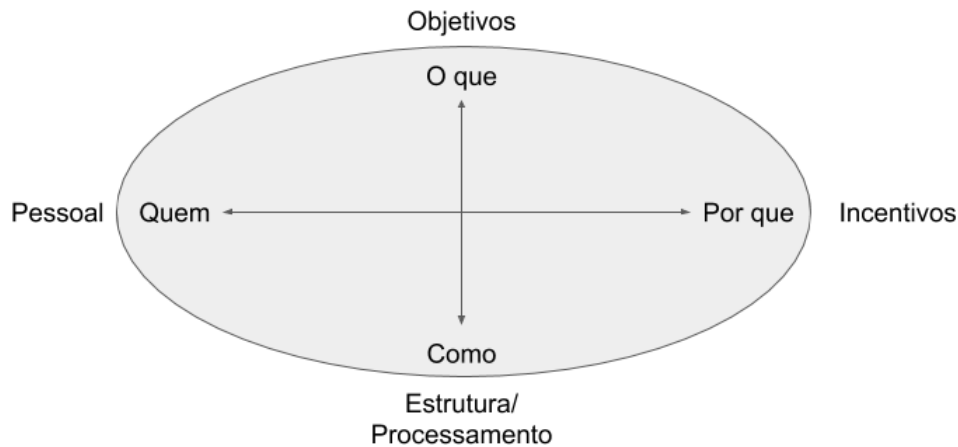 Objetivos
O que
Pessoal
Quem
Por que
Incentivos
Como
Estrutura/
Processamento